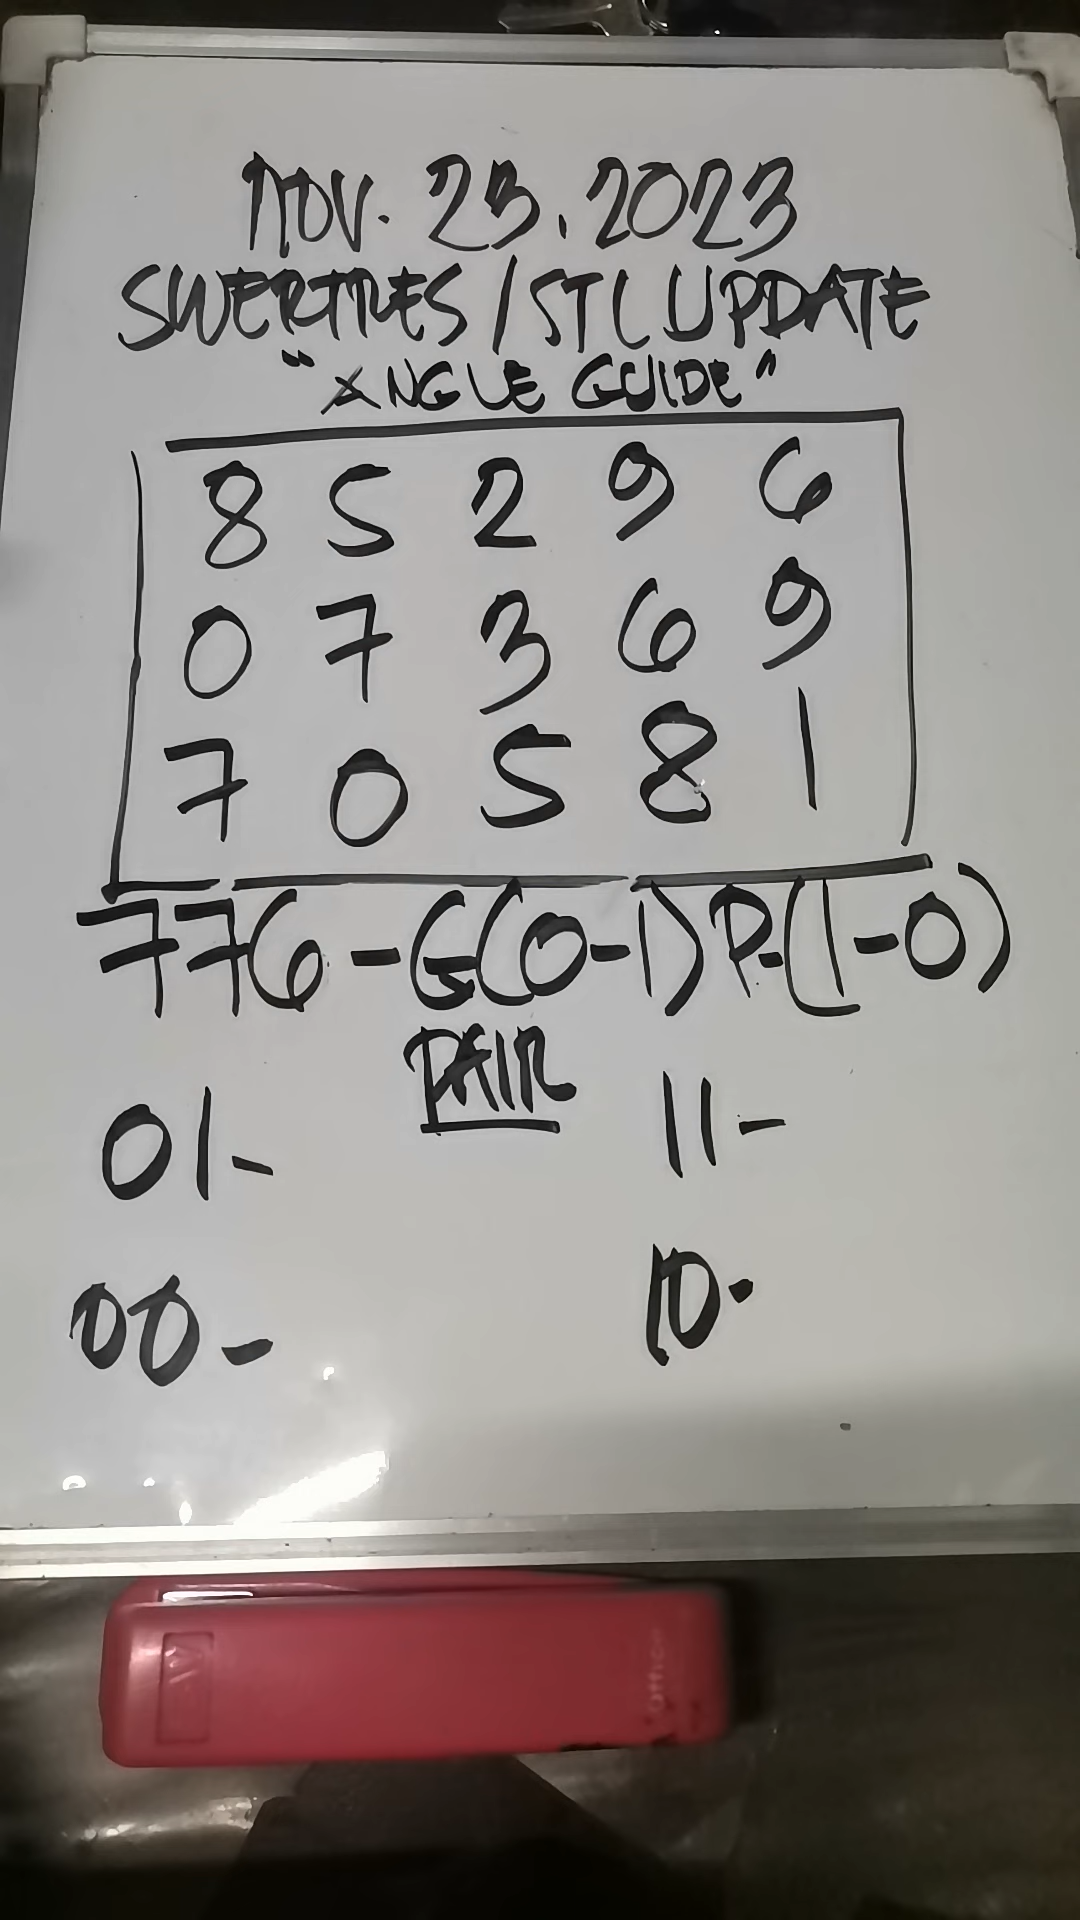 NOV. 23. 2023
SWERTRES / STL UPDATE
"ANGLE GUIDE"
8 5 2 9 6
0 7 3 6 9
7 0 5 8 1
776 - G(0-1) P-(1-0)
PAIR
01- 11-
00- 10-
Office